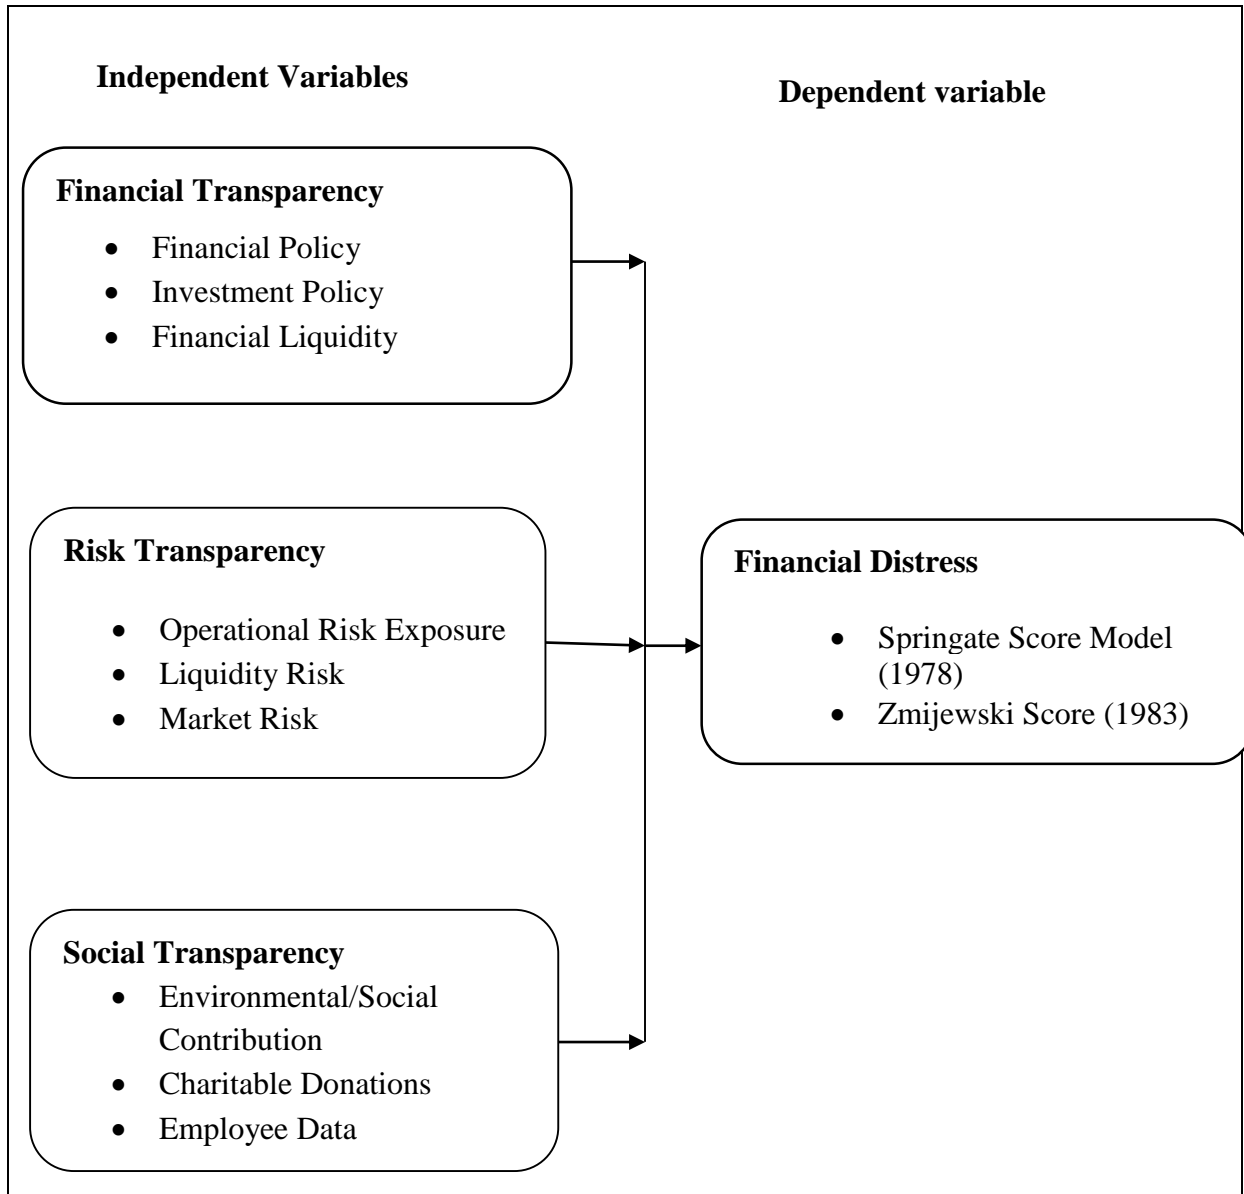 Independent Variables
Dependent variable
Financial Transparency
• Financial Policy
• Investment Policy
• Financial Liquidity
Risk Transparency
• Operational Risk Exposure
• Liquidity Risk
• Market Risk
Financial Distress
• Springate Score Model
(1978)
• Zmijewski Score (1983)
Social Transparency
• Environmental/Social
Contribution
• Charitable Donations
• Employee Data